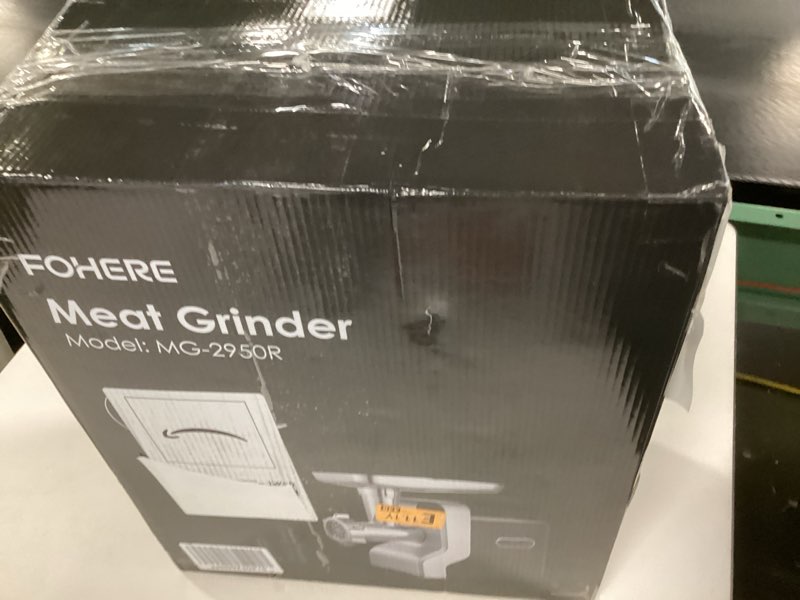 FOHERE
Meat Grinder
Model: MG-2950R